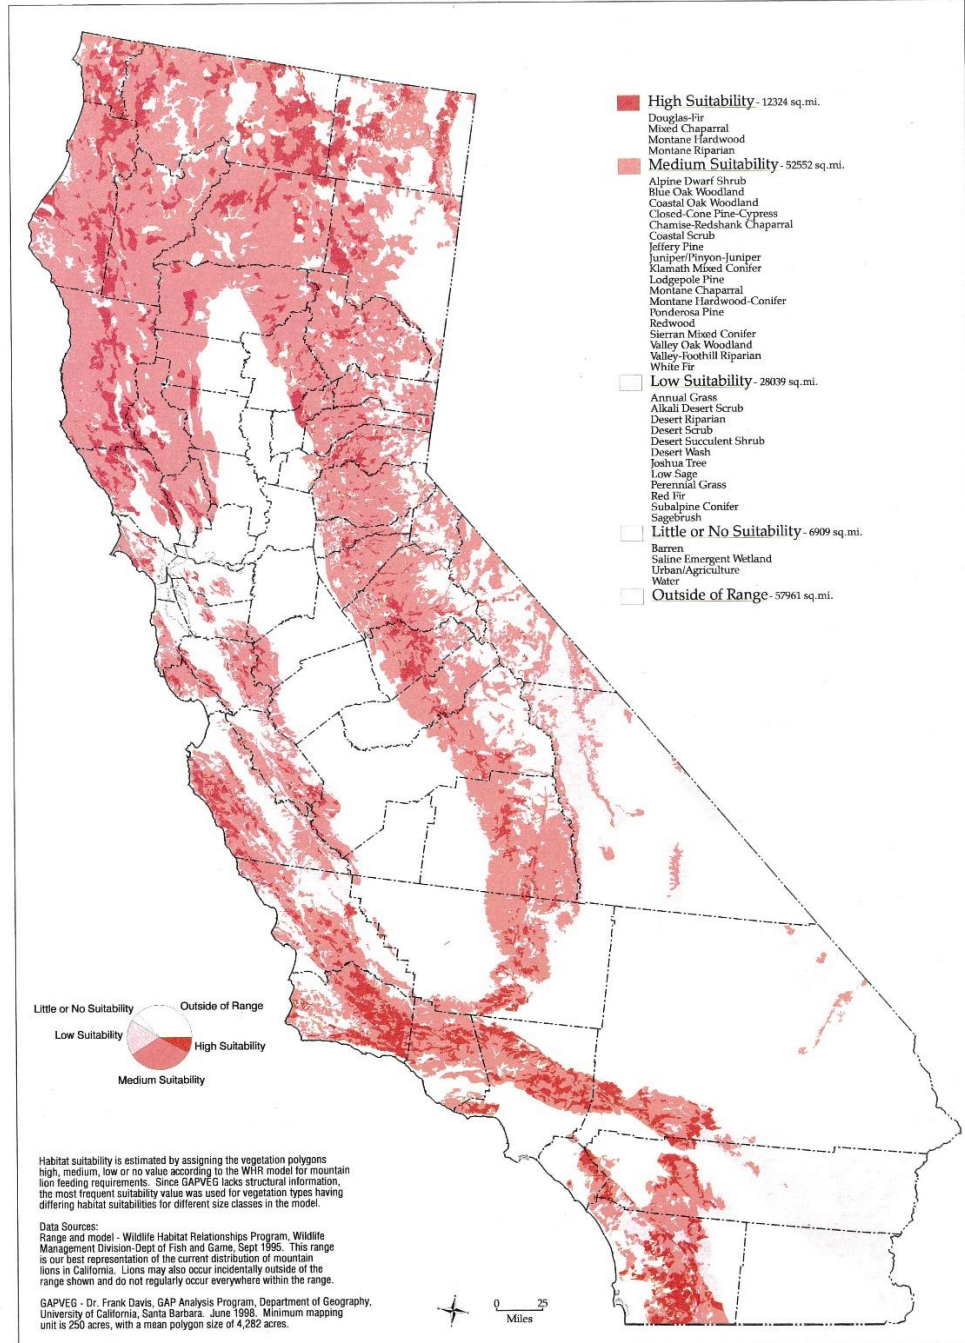 High Suitability - 12324 sq.mi.
Douglas-Fir
Mixed Chaparral
Montane Hardwood
Montane Riparian
Medium Suitability - 52552 sq.mi.
Alpine Dwarf Shrub
Blue Oak Woodland
Coastal Oak Woodland
Closed-Cone Pine-Cypress
Chamise-Redshank Chaparral
Coastal Scrub
Jeffery Pine
Juniper/Pinyon-Juniper
Klamath Mixed Conifer
Lodgepole Pine
Montane Chaparral
Montane Hardwood-Conifer
Ponderosa Pine
Redwood
Sierran Mixed Conifer
Valley Oak Woodland
Valley-Foothill Riparian
White Fir
Low Suitability - 28039 sq.mi.
Annual Grass
Alkali Desert Scrub
Desert Riparian
Desert Scrub
Desert Succulent Shrub
Desert Wash
Joshua Tree
Low Sage
Perennial Grass
Red Fir
Subalpine Conifer
Sagebrush
Little or No Suitability - 6909 sq.mi.
Barren
Saline Emergent Wetland
Urban/Agriculture
Water
Outside of Range - 57961 sq.mi.
Little or No Suitability
Outside of Range
Low Suitability
High Suitability
Medium Suitability
Habitat suitability is estimated by assigning the vegetation polygons
high, medium, low or no value according to the WHR model for mountain
lion feeding requirements. Since GAPVEG lacks structural information,
the most frequent suitability value was used for vegetation types having
differing habitat suitabilities for different size classes in the model.
Data Sources:
Range and model - Wildlife Habitat Relationships Program, Wildlife
Management Division-Dept of Fish and Game, Sept 1995. This range
is our best representation of the current distribution of mountain
lions in California. Lions may also occur incidentally outside of the
range shown and do not regularly occur everywhere within the range.
GAPVEG - Dr. Frank Davis, GAP Analysis Program, Department of Geography,
University of California, Santa Barbara. June 1998. Minimum mapping
unit is 250 acres, with a mean polygon size of 4,282 acres.
0 25
Miles